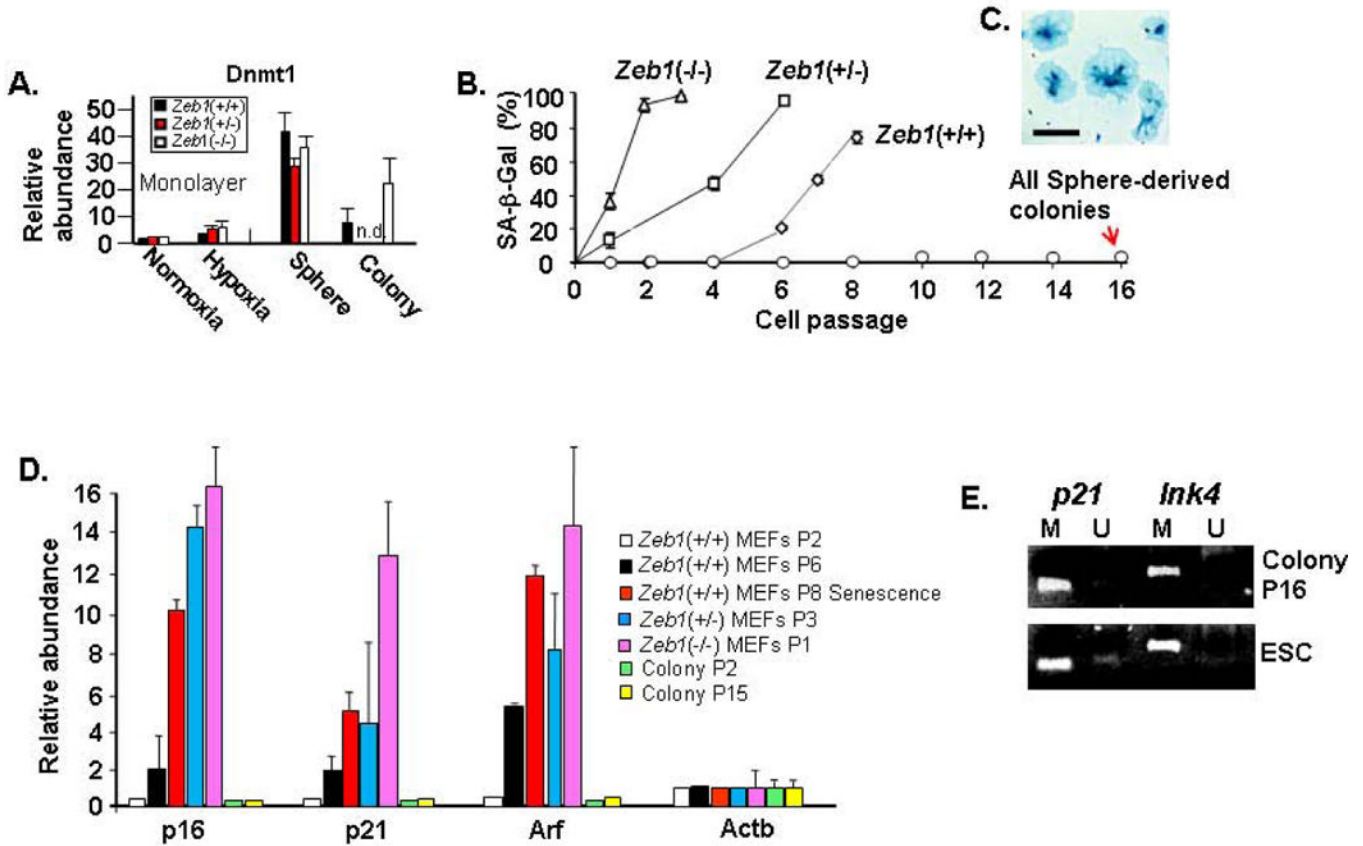 A.
Dnmt1
Relative abundance
50
40
30
20
10
0
Zeb1(+/+)
Zeb1(+/-)
Zeb1(-/-)
Monolayer
n.d
Normoxia
Hypoxia
Sphere
Colony
B.
SA-β-Gal (%)
100
80
60
40
20
0
Zeb1(-/-)
Zeb1(+/-)
Zeb1(+/+)
0 2 4 6 8 10 12 14 16
Cell passage
C.
All Sphere-derived
colonies
D.
Relative abundance
16
14
12
10
8
6
4
2
0
Zeb1(+/+) MEFs P2
Zeb1(+/+) MEFs P6
Zeb1(+/+) MEFs P8 Senescence
Zeb1(+/-) MEFs P3
Zeb1(-/-) MEFs P1
Colony P2
Colony P15
p16 p21 Arf Actb
E.
p21 Ink4
M U M U
Colony
P16
ESC